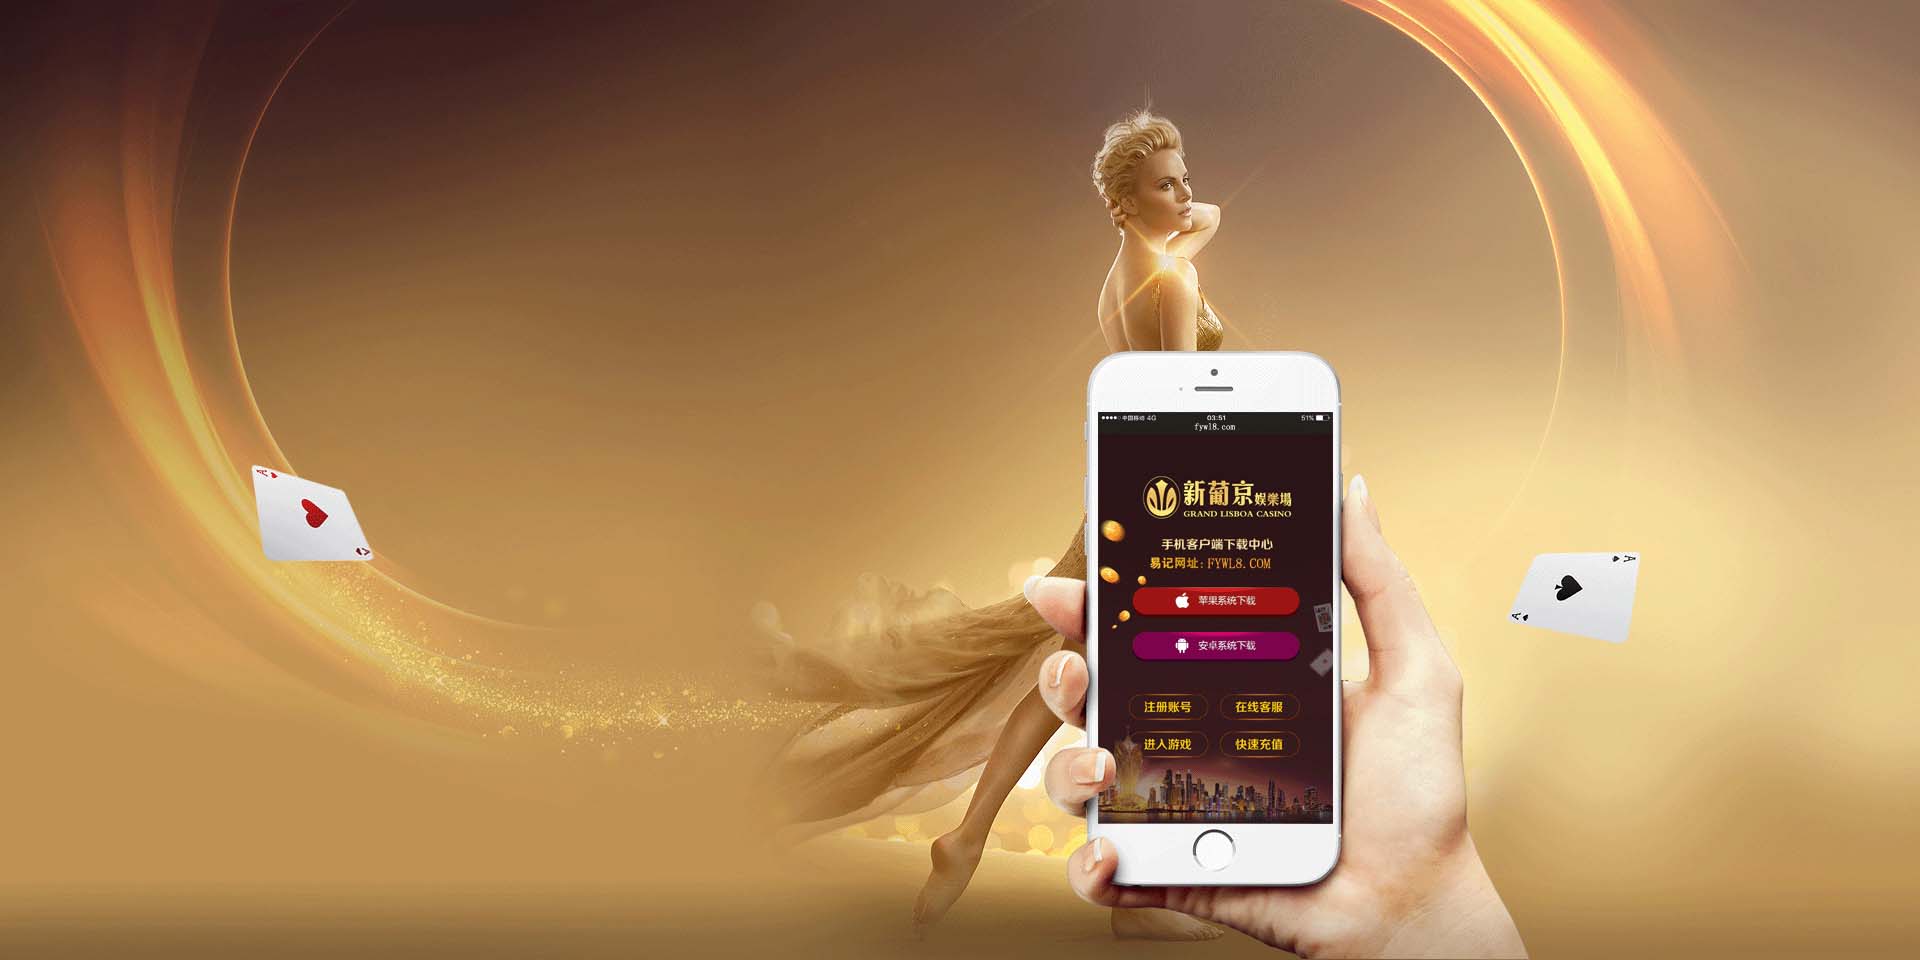 中国移动 4G 03:51 51%
fywl8.com
新葡京娱樂場
GRAND LISBOA CASINO
手机客户端下载中心
易记网址:FYWL8.COM
苹果系统下载
安卓系统下载
注册账号 在线客服
进入游戏 快速充值
A
A
A
A